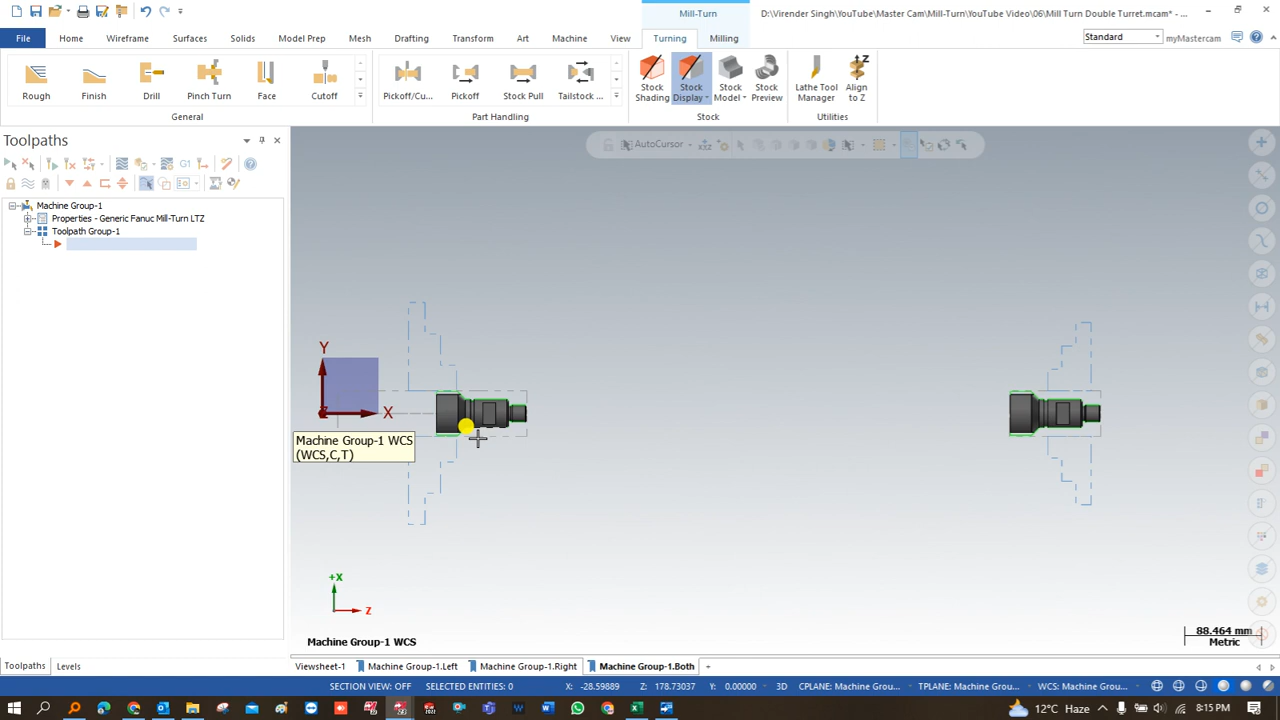 Mill-Turn
D:\Virender Singh\YouTube\Master Cam\Mill-Turn\YouTube Video\06\Mill Turn Double Turret.mcam* - ...
File
Home
Wireframe
Surfaces
Solids
Model Prep
Mesh
Drafting
Transform
Art
Machine
View
Turning
Milling
Standard
myMastercam
Rough
Finish
Drill
Pinch Turn
Face
Cutoff
Pickoff/Cu...
Pickoff
Stock Pull
Tailstock ...
Stock
Shading
Stock
Display
Stock
Model
Stock
Preview
Lathe Tool
Manager
Align
to Z
General
Part Handling
Stock
Utilities
Toolpaths
AutoCursor
G1
Machine Group-1
Properties - Generic Fanuc Mill-Turn LTZ
Toolpath Group-1
Y
X
Z
Machine Group-1 WCS
(WCS,C,T)
+X
Z
88.464 mm
Metric
Machine Group-1 WCS
Toolpaths
Levels
Viewsheet-1
Machine Group-1.Left
Machine Group-1.Right
Machine Group-1.Both
+
SECTION VIEW: OFF
SELECTED ENTITIES: 0
X: -28.59889
Z: 178.73037
Y: 0.00000
3D
CPLANE: Machine Grou...
TPLANE: Machine Grou...
WCS: Machine Grou...
12°C Haze
ENG
8:15 PM